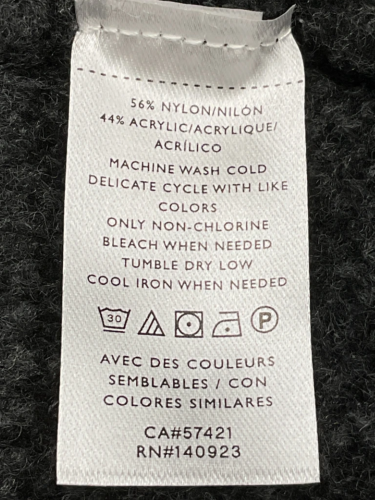 56% NYLON/NILÓN
44% ACRYLIC/ACRYLIQUE/
ACRÍLICO
MACHINE WASH COLD
DELICATE CYCLE WITH LIKE
COLORS
ONLY NON-CHLORINE
BLEACH WHEN NEEDED
TUMBLE DRY LOW
COOL IRON WHEN NEEDED
30 P
AVEC DES COULEURS
SEMBLABLES / CON
COLORES SIMILARES
CA#57421
RN#140923